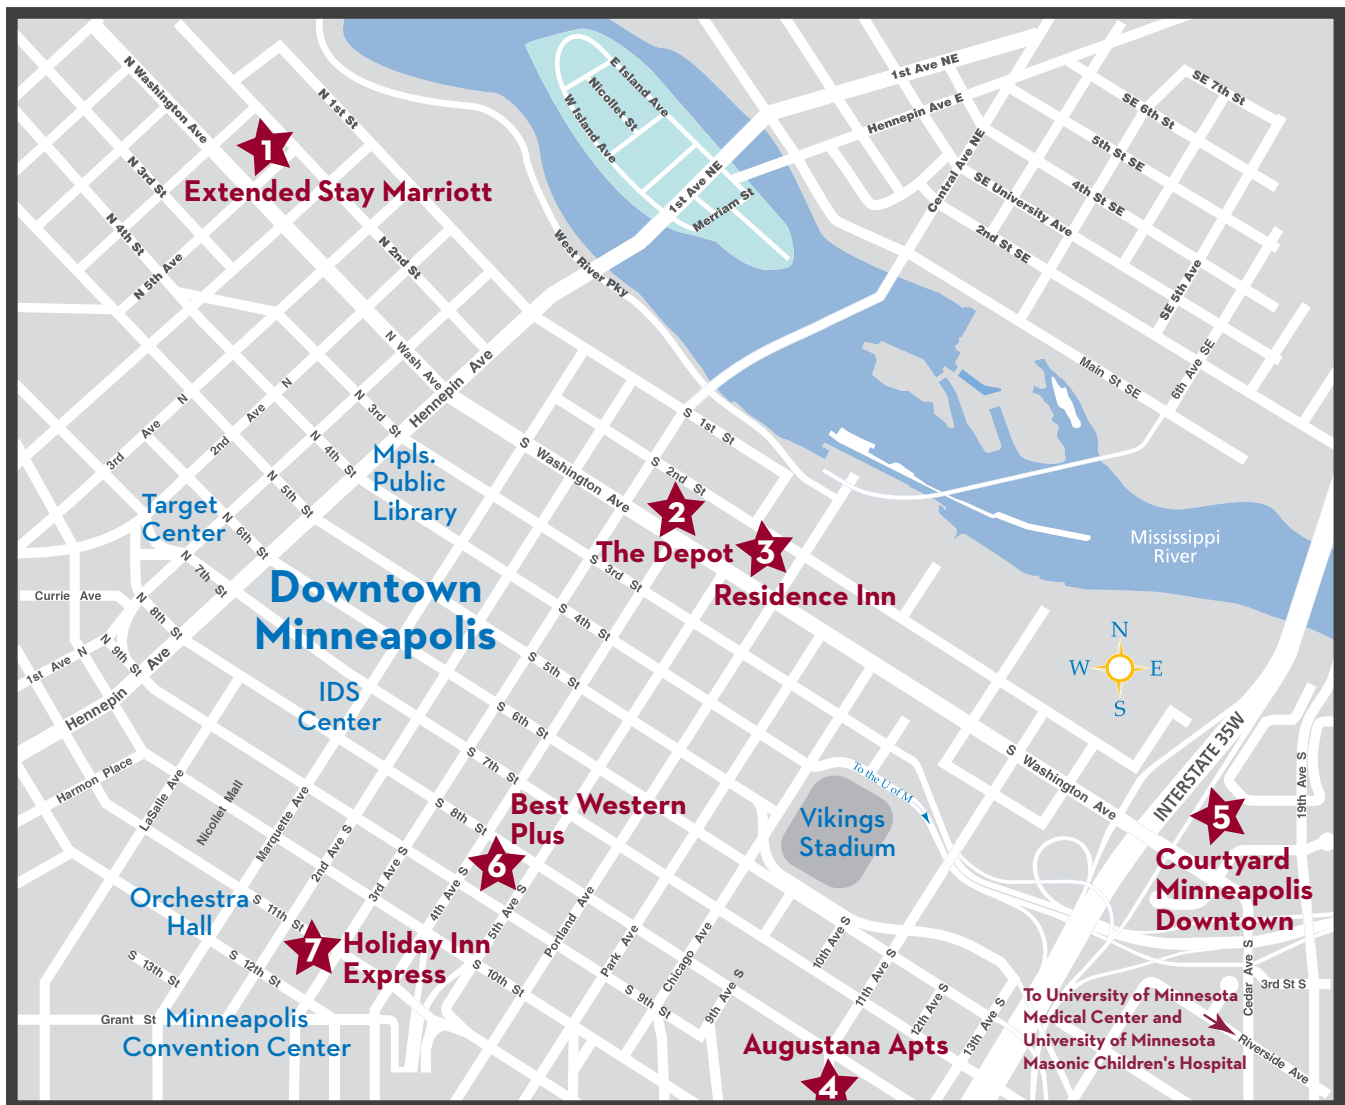 SE 7th St
1st Ave NE
N Washington Ave
E Island Ave
Nicollet St
W Island Ave
Hennepin Ave E
SE 6th St
N 1st St
5th St SE
Central Ave NE
1
N 3rd St
Extended Stay Marriott
1st Ave NE
Merriam St
SE University Ave
4th St SE
N 4th St
N 5th Ave
N 2nd St
West River Pky
2nd St SE
SE 5th Ave
N Wash Ave
Hennepin Ave
Main St SE
6th Ave SE
3rd Ave N
2nd Ave N
N 3rd St
S 1st St
N 4th St
Mpls.
Public
Library
S Washington Ave
S 2nd St
N 5th St
Target
Center
N 6th St
2
The Depot
3
Mississippi
River
N 7th St
S 3rd St
Residence Inn
Currie Ave
Downtown
Minneapolis
N 8th St
S 4th St
N
W
E
S
N 9th St
1st Ave N
Hennepin Ave
S 5th St
IDS
Center
S 6th St
INTERSTATE 35W
S Washington Ave
Harmon Place
S 7th St
To the U of M
19th Ave S
LaSalle Ave
Nicollet Mall
Marquette Ave
S 8th St
Best Western
Plus
6
Vikings
Stadium
5
Courtyard
Minneapolis
Downtown
2nd Ave S
3rd Ave S
4th Ave S
5th Ave S
Portland Ave
Park Ave
Chicago Ave
9th Ave S
10th Ave S
11th Ave S
12th Ave S
13th Ave S
Orchestra
Hall
S 11th St
7
Holiday Inn
Express
S 13th St
S 12th St
S 10th St
S 9th St
Cedar Ave S
3rd St S
To University of Minnesota
Medical Center and
University of Minnesota
Masonic Children's Hospital
Riverside Ave
Grant St
Minneapolis
Convention Center
Augustana Apts
4